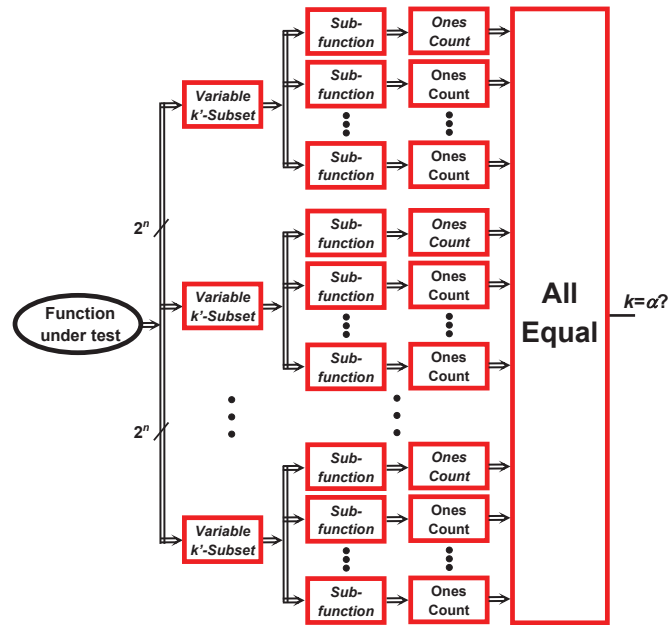 Sub-
function
Ones
Count
Variable
k'-Subset
Sub-
function
Ones
Count
Sub-
function
Ones
Count
2ⁿ
Sub-
function
Ones
Count
Variable
k'-Subset
Sub-
function
Ones
Count
Function
under test
All
Equal
k=α?
Sub-
function
Ones
Count
2ⁿ
Sub-
function
Ones
Count
Variable
k'-Subset
Sub-
function
Ones
Count
Sub-
function
Ones
Count